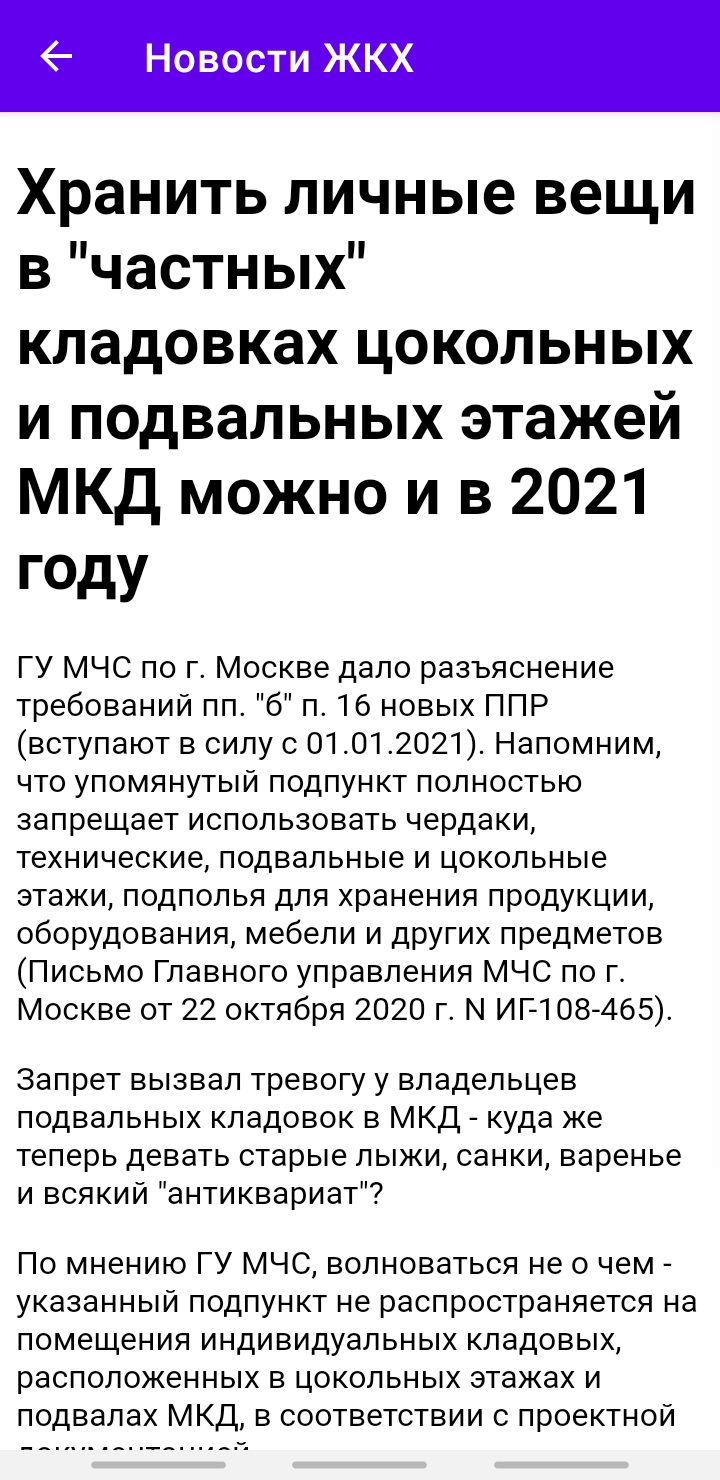 Новости ЖКХ
Хранить личные вещи
в "частных"
кладовках цокольных
и подвальных этажей
МКД можно и в 2021
году
ГУ МЧС по г. Москве дало разъяснение
требований пп. "б" п. 16 новых ППР
(вступают в силу с 01.01.2021). Напомним,
что упомянутый подпункт полностью
запрещает использовать чердаки,
технические, подвальные и цокольные
этажи, подполья для хранения продукции,
оборудования, мебели и других предметов
(Письмо Главного управления МЧС по г.
Москве от 22 октября 2020 г. N ИГ-108-465).
Запрет вызвал тревогу у владельцев
подвальных кладовок в МКД - куда же
теперь девать старые лыжи, санки, варенье
и всякий "антиквариат"?
По мнению ГУ МЧС, волноваться не о чем -
указанный подпункт не распространяется на
помещения индивидуальных кладовых,
расположенных в цокольных этажах и
подвалах МКД, в соответствии с проектной